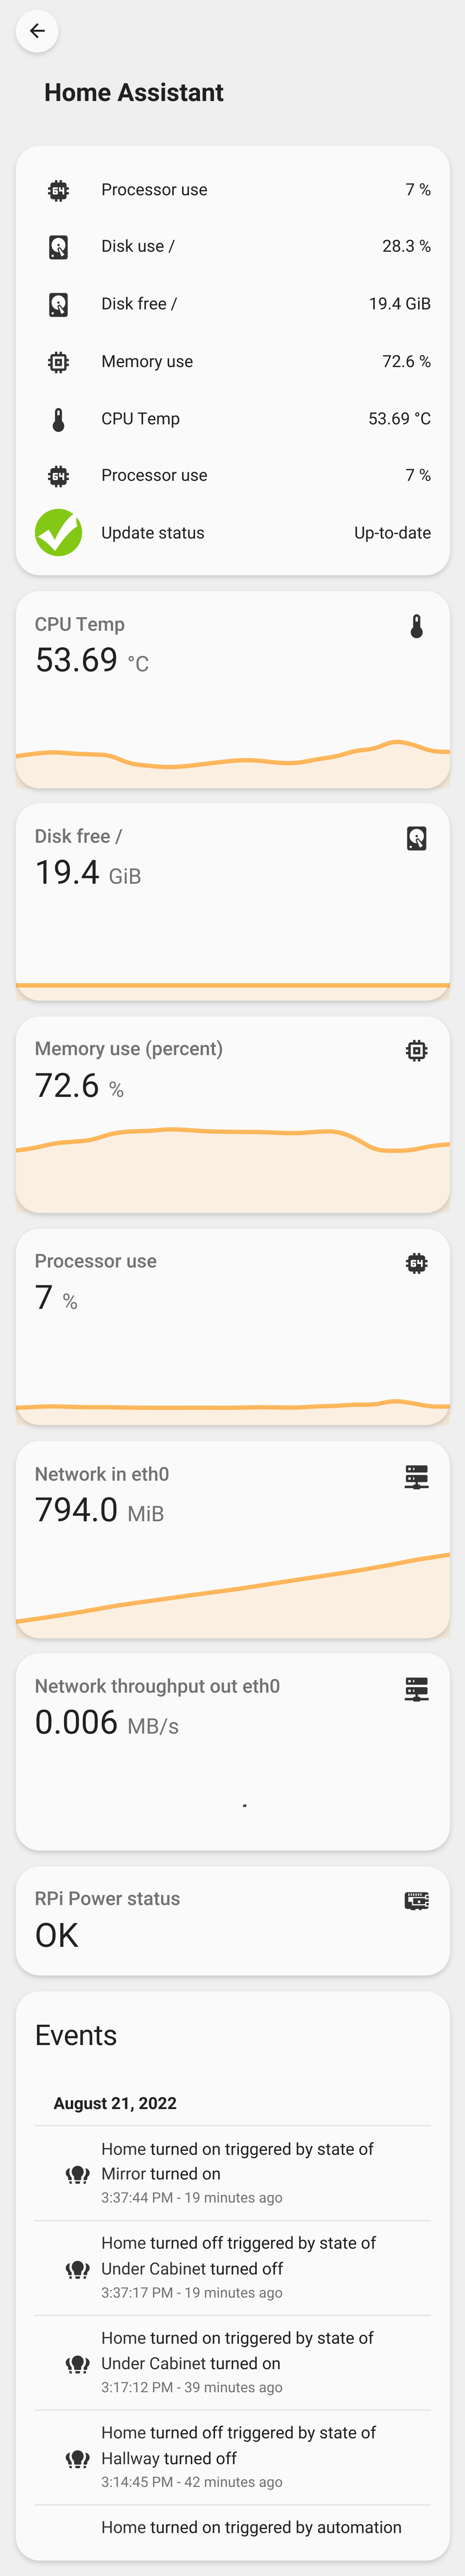 Home Assistant
64 Processor use 7 %
Disk use / 28.3 %
Disk free / 19.4 GiB
Memory use 72.6 %
CPU Temp 53.69 °C
64 Processor use 7 %
Update status Up-to-date
CPU Temp
53.69 °C
Disk free /
19.4 GiB
Memory use (percent)
72.6 %
Processor use 64
7 %
Network in eth0
794.0 MiB
Network throughput out eth0
0.006 MB/s
RPi Power status
OK
Events
August 21, 2022
Home turned on triggered by state of
Mirror turned on
3:37:44 PM - 19 minutes ago
Home turned off triggered by state of
Under Cabinet turned off
3:37:17 PM - 19 minutes ago
Home turned on triggered by state of
Under Cabinet turned on
3:17:12 PM - 39 minutes ago
Home turned off triggered by state of
Hallway turned off
3:14:45 PM - 42 minutes ago
Home turned on triggered by automation